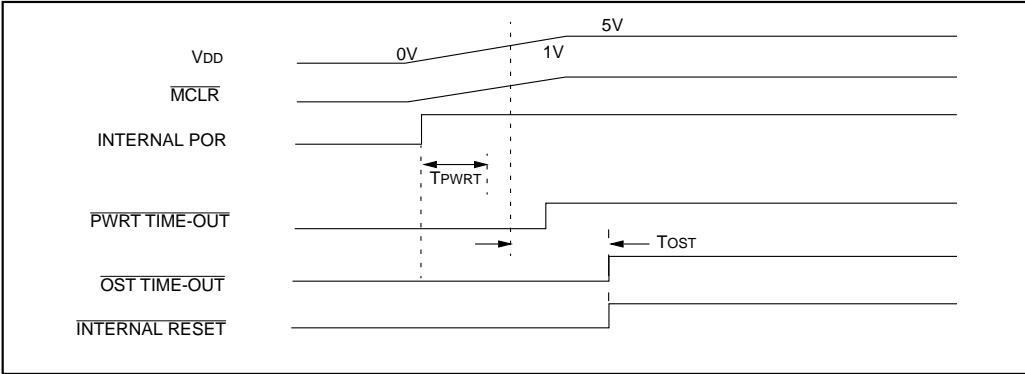 5V
VDD
0V
1V
MCLR
INTERNAL POR
TPWRT
PWRT TIME-OUT
TOST
OST TIME-OUT
INTERNAL RESET